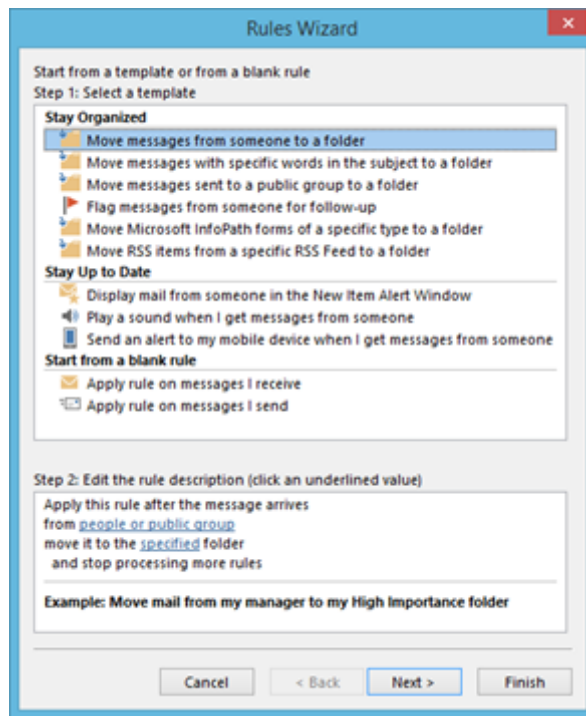 Rules Wizard
Start from a template or from a blank rule
Step 1: Select a template
Stay Organized
Move messages from someone to a folder
Move messages with specific words in the subject to a folder
Move messages sent to a public group to a folder
Flag messages from someone for follow-up
Move Microsoft InfoPath forms of a specific type to a folder
Move RSS items from a specific RSS Feed to a folder
Stay Up to Date
Display mail from someone in the New Item Alert Window
Play a sound when I get messages from someone
Send an alert to my mobile device when I get messages from someone
Start from a blank rule
Apply rule on messages I receive
Apply rule on messages I send
Step 2: Edit the rule description (click an underlined value)
Apply this rule after the message arrives
from people or public group
move it to the specified folder
and stop processing more rules
Example: Move mail from my manager to my High Importance folder
Cancel < Back Next > Finish